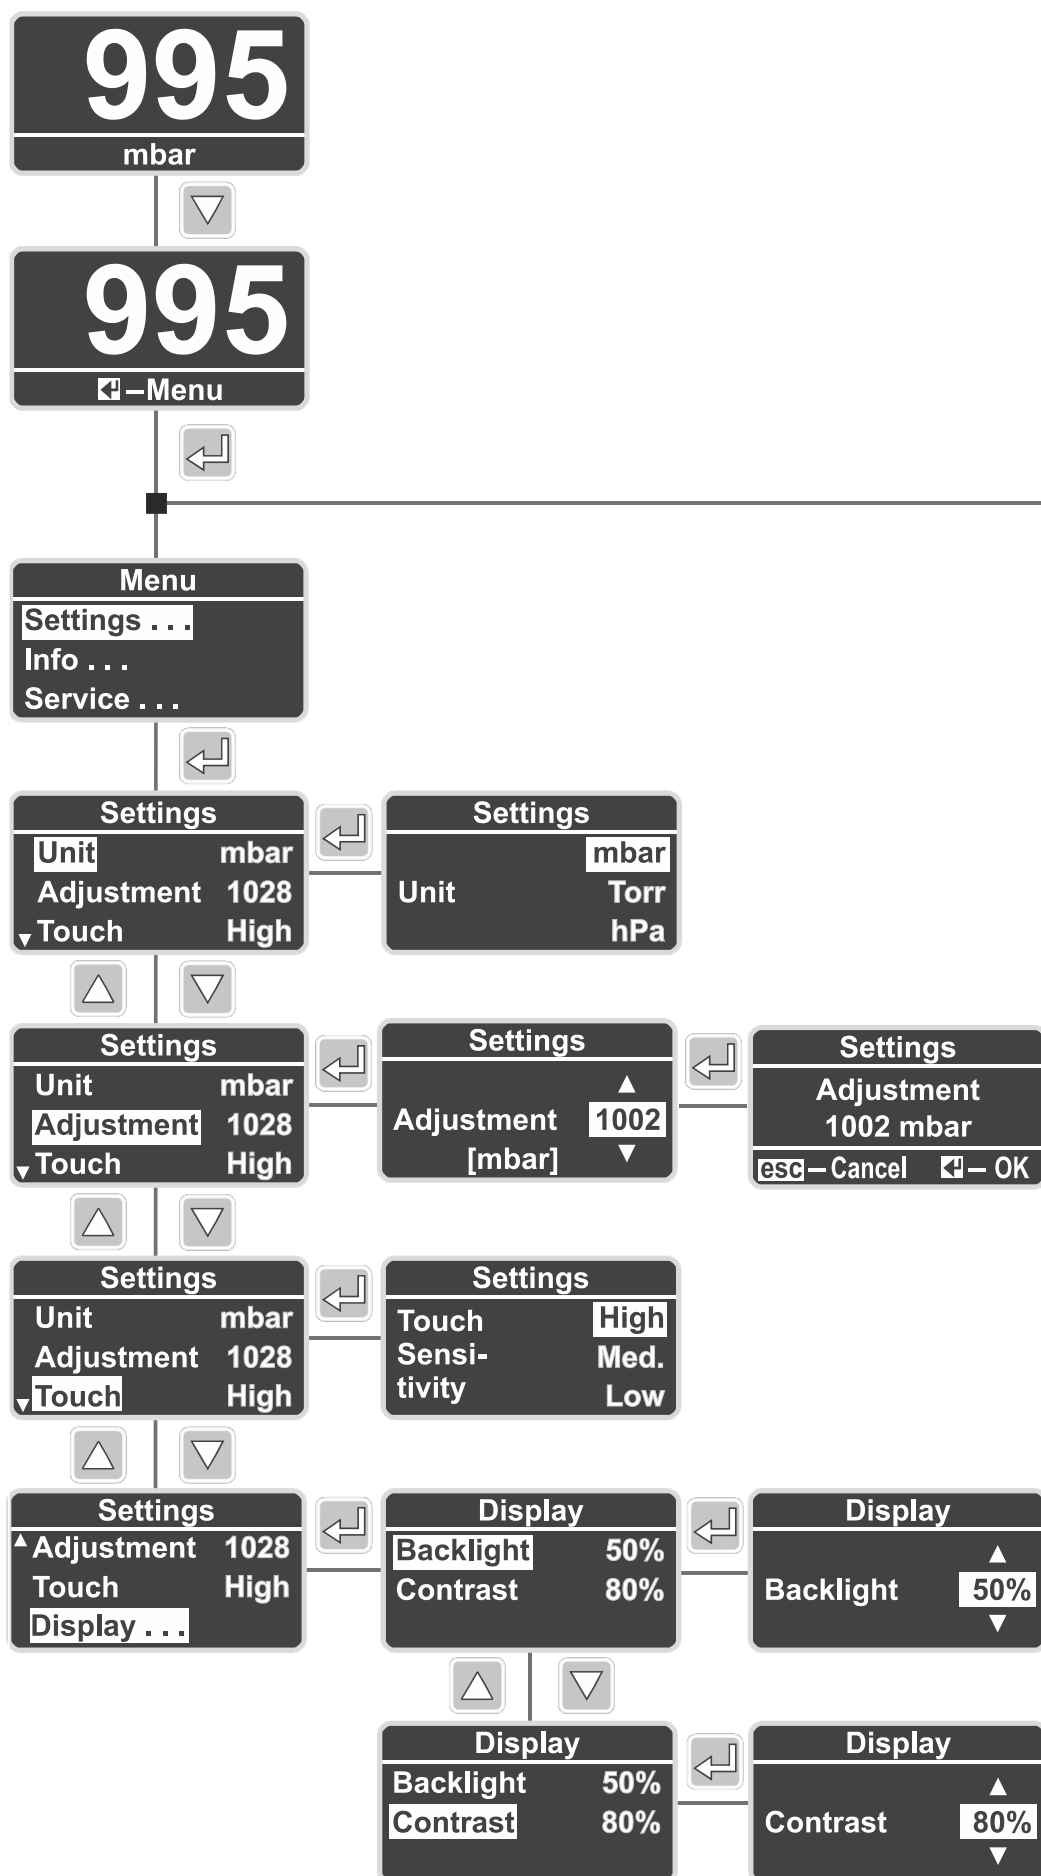 995
mbar
995
–Menu
Menu
Settings . . .
Info . . .
Service . . .
Settings
Unit mbar
Adjustment 1028
Touch High
Settings
mbar
Unit Torr
hPa
Settings
Unit mbar
Adjustment 1028
Touch High
Settings
Adjustment 1002
[mbar]
Settings
Adjustment
1002 mbar
esc – Cancel – OK
Settings
Unit mbar
Adjustment 1028
Touch High
Settings
Touch High
Sensi- Med.
tivity Low
Settings
Adjustment 1028
Touch High
Display . . .
Display
Backlight 50%
Contrast 80%
Display
Backlight 50%
Display
Backlight 50%
Contrast 80%
Display
Contrast 80%